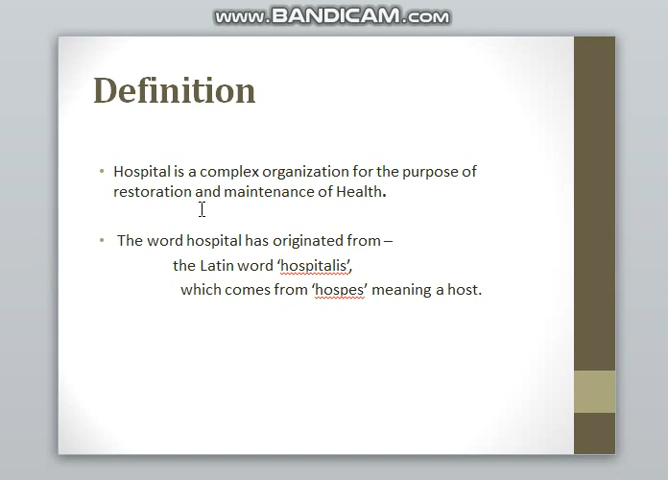 www.BANDICAM.com
Definition
• Hospital is a complex organization for the purpose of
restoration and maintenance of Health.
• The word hospital has originated from –
the Latin word ‘hospitalis’,
which comes from ‘hospes’ meaning a host.